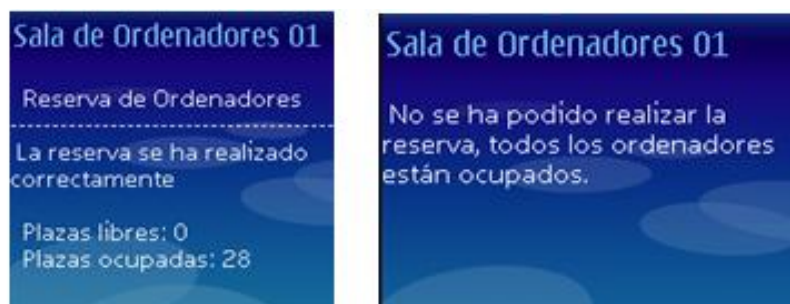 Sala de Ordenadores 01
Reserva de Ordenadores
La reserva se ha realizado
correctamente
Plazas libres: 0
Plazas ocupadas: 28
Sala de Ordenadores 01
No se ha podido realizar la
reserva, todos los ordenadores
están ocupados.